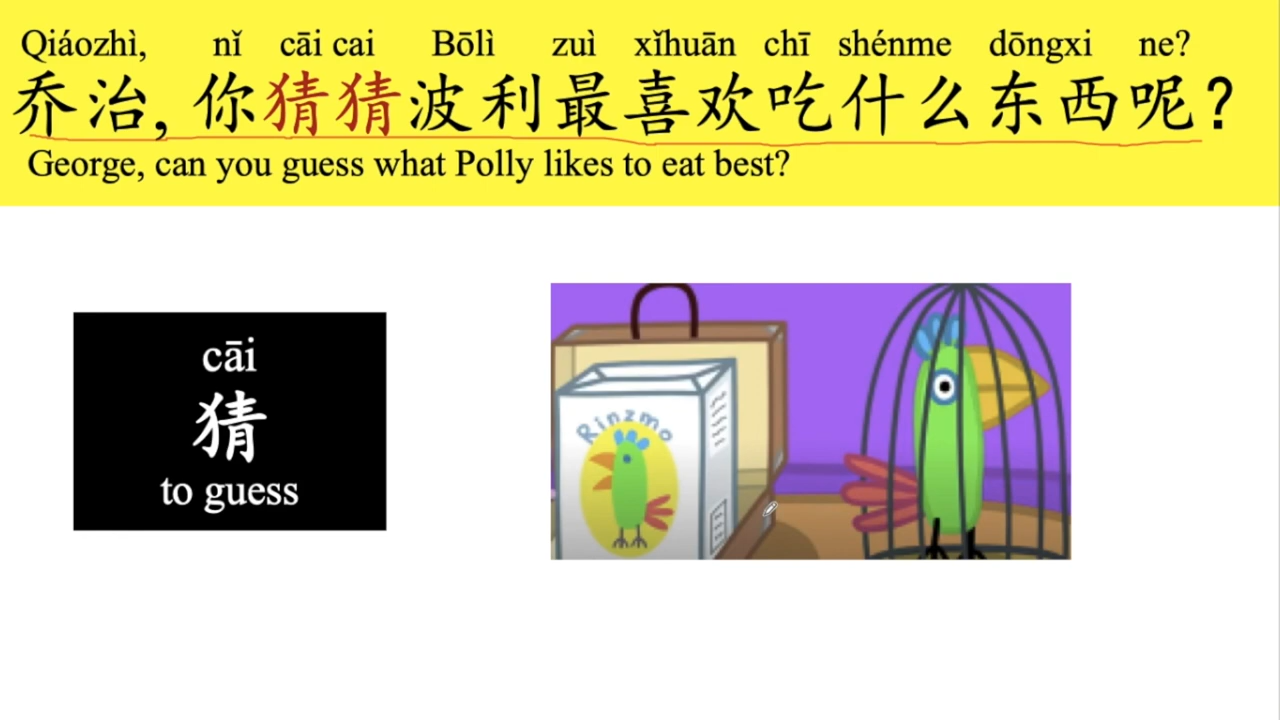 Qiáozhì, nǐ cāi cai Bōlì zuì xǐhuān chī shénme dōngxi ne?
乔治, 你猜猜波利最喜欢吃什么东西呢?
George, can you guess what Polly likes to eat best?
cāi
猜
to guess
Rinzmo